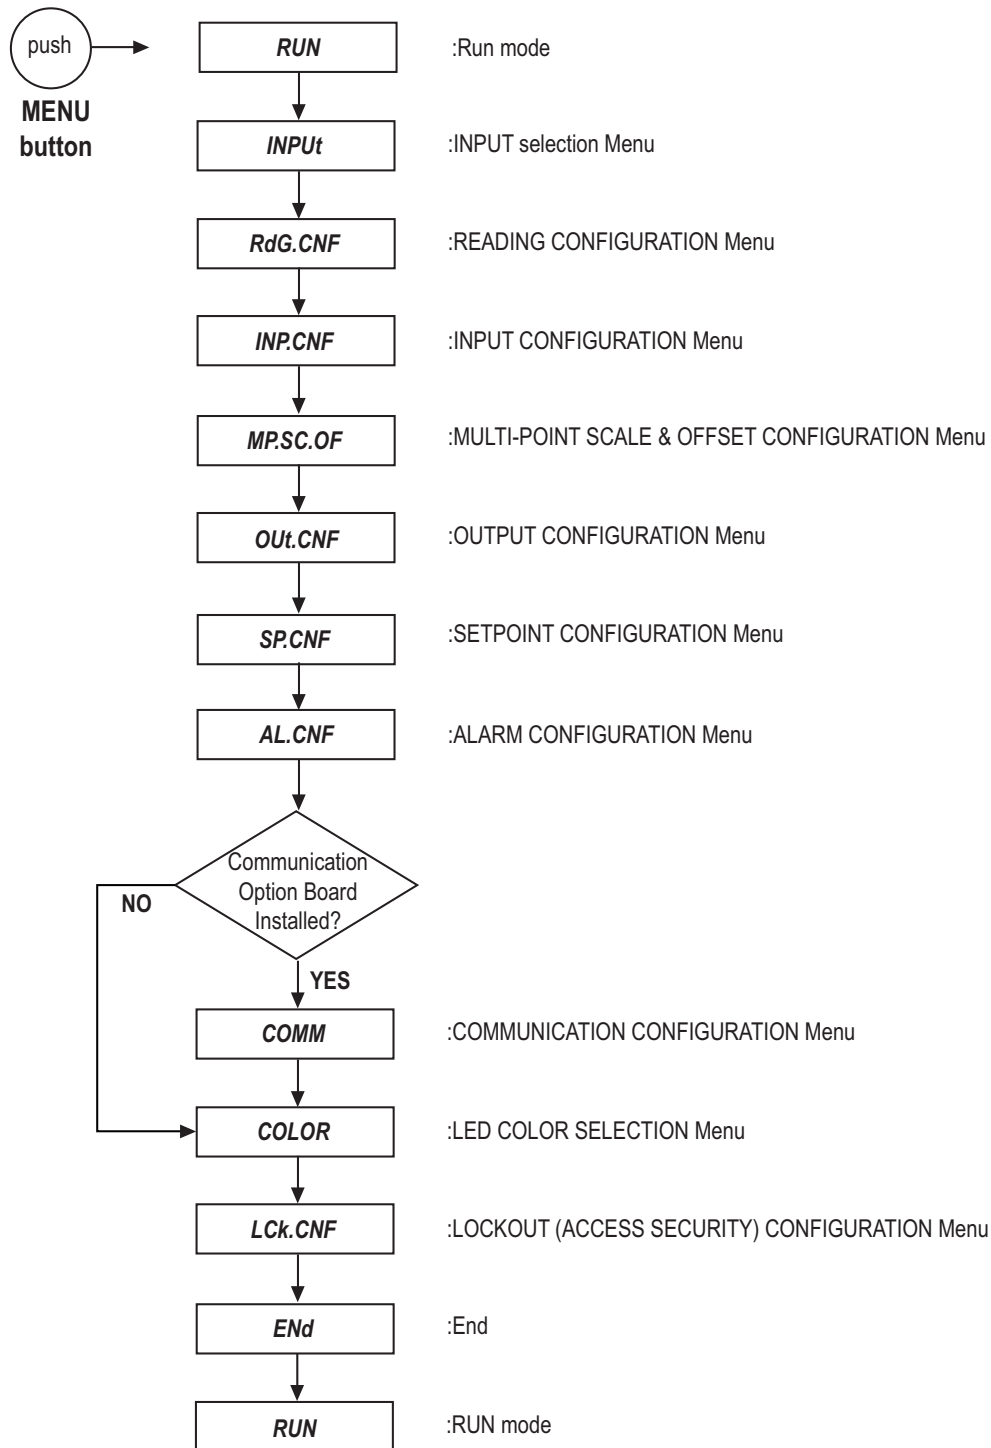 push
MENU
button
RUN :Run mode
INPUt :INPUT selection Menu
RdG.CNF :READING CONFIGURATION Menu
INP.CNF :INPUT CONFIGURATION Menu
MP.SC.OF :MULTI-POINT SCALE & OFFSET CONFIGURATION Menu
OUt.CNF :OUTPUT CONFIGURATION Menu
SP.CNF :SETPOINT CONFIGURATION Menu
AL.CNF :ALARM CONFIGURATION Menu
Communication
Option Board
Installed?
NO
YES
COMM :COMMUNICATION CONFIGURATION Menu
COLOR :LED COLOR SELECTION Menu
LCk.CNF :LOCKOUT (ACCESS SECURITY) CONFIGURATION Menu
ENd :End
RUN :RUN mode